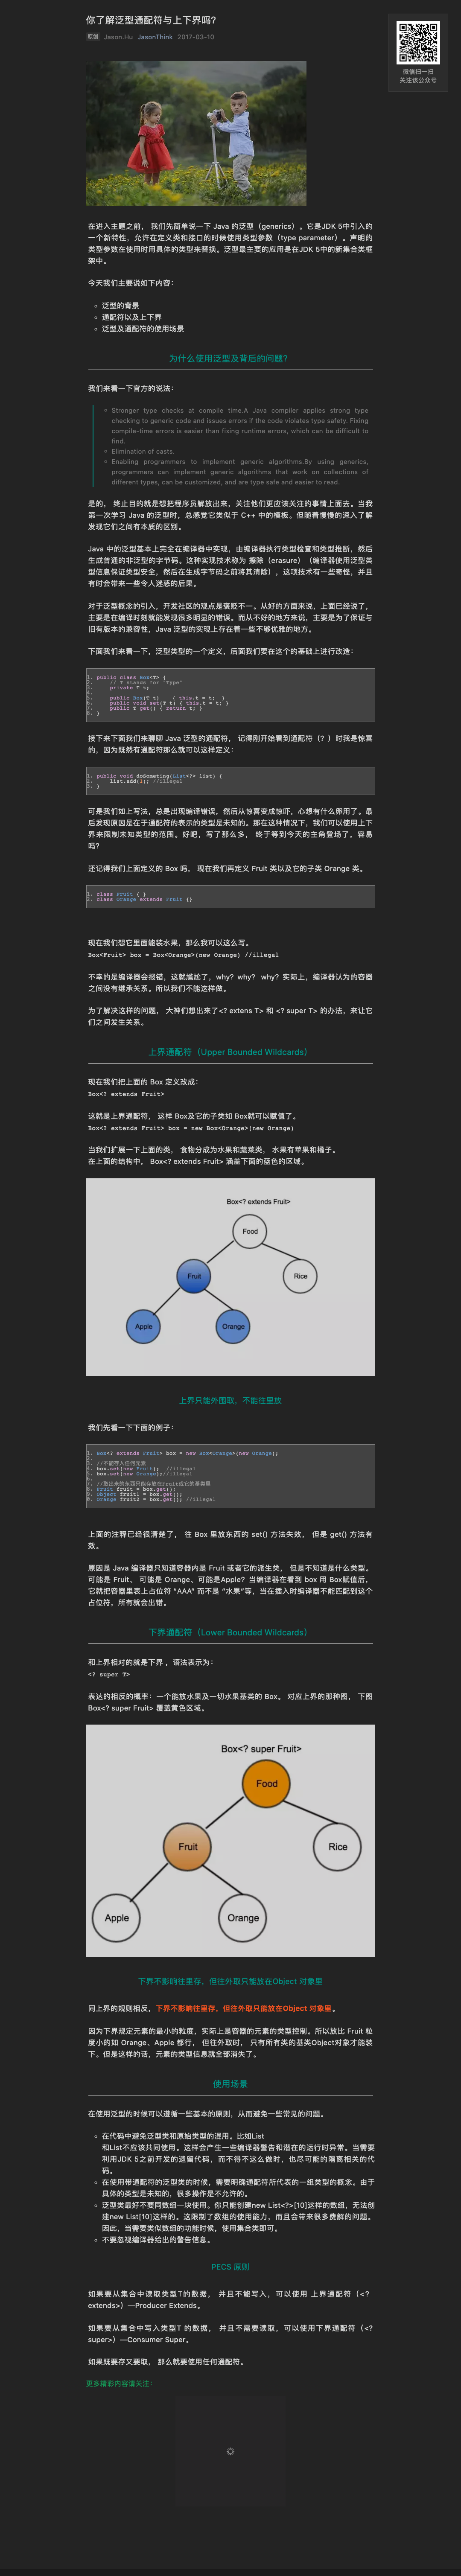 你了解泛型通配符与上下界吗?
原创 Jason.Hu JasonThink 2017-03-10
微信扫一扫
关注该公众号
在进入主题之前， 我们先简单说一下 Java 的泛型（generics）。它是JDK 5中引入的
一个新特性，允许在定义类和接口的时候使用类型参数（type parameter）。声明的
类型参数在使用时用具体的类型来替换。泛型最主要的应用是在JDK 5中的新集合类框
架中。
今天我们主要说如下内容：
泛型的背景
通配符以及上下界
泛型及通配符的使用场景
为什么使用泛型及背后的问题?
我们来看一下官方的说法：
Stronger type checks at compile time.A Java compiler applies strong type
checking to generic code and issues errors if the code violates type safety. Fixing
compile-time errors is easier than fixing runtime errors, which can be difficult to
find.
Elimination of casts.
Enabling programmers to implement generic algorithms.By using generics,
programmers can implement generic algorithms that work on collections of
different types, can be customized, and are type safe and easier to read.
是的， 终止目的就是想把程序员解放出来，关注他们更应该关注的事情上面去。当我
第一次学习 Java 的泛型时，总感觉它类似于 C++ 中的模板。但随着慢慢的深入了解
发现它们之间有本质的区别。
Java 中的泛型基本上完全在编译器中实现，由编译器执行类型检查和类型推断，然后
生成普通的非泛型的字节码。这种实现技术称为 擦除（erasure）（编译器使用泛型类
型信息保证类型安全，然后在生成字节码之前将其清除），这项技术有一些奇怪，并且
有时会带来一些令人迷惑的后果。
对于泛型概念的引入，开发社区的观点是褒贬不一。从好的方面来说，上面已经说了，
主要是在编译时刻就能发现很多明显的错误。而从不好的地方来说，主要是为了保证与
旧有版本的兼容性，Java 泛型的实现上存在着一些不够优雅的地方。
下面我们来看一下，泛型类型的一个定义，后面我们要在这个的基础上进行改造：
1. public class Box<T> {
2. // T stands for "Type"
3. private T t;
4.
5. public Box(T t) { this.t = t; }
6. public void set(T t) { this.t = t; }
7. public T get() { return t; }
8. }
接下来下面我们来聊聊 Java 泛型的通配符， 记得刚开始看到通配符（？）时我是惊喜
的，因为既然有通配符那么就可以这样定义：
1. public void doSometing(List<?> list) {
2. list.add(1); //illegal
3. }
可是我们如上写法，总是出现编译错误，然后从惊喜变成惊吓，心想有什么卵用了。最
后发现原因是在于通配符的表示的类型是未知的。那在这种情况下，我们可以使用上下
界来限制未知类型的范围。好吧，写了那么多， 终于等到今天的主角登场了，容易
吗？
还记得我们上面定义的 Box 吗， 现在我们再定义 Fruit 类以及它的子类 Orange 类。
1. class Fruit { }
2. class Orange extends Fruit {}
现在我们想它里面能装水果，那么我可以这么写。
Box<Fruit> box = Box<Orange>(new Orange) //illegal
不幸的是编译器会报错，这就尴尬了，why？why？ why？实际上，编译器认为的容器
之间没有继承关系。所以我们不能这样做。
为了解决这样的问题， 大神们想出来了<? extens T> 和 <? super T> 的办法，来让它
们之间发生关系。
上界通配符（Upper Bounded Wildcards）
现在我们把上面的 Box 定义改成：
Box<? extends Fruit>
这就是上界通配符， 这样 Box及它的子类如 Box就可以赋值了。
Box<? extends Fruit> box = new Box<Orange>(new Orange)
当我们扩展一下上面的类， 食物分成为水果和蔬菜类， 水果有苹果和橘子。
在上面的结构中， Box<? extends Fruit> 涵盖下面的蓝色的区域。
Box<? extends Fruit>
Food
Fruit
Rice
Apple
Orange
上界只能外围取，不能往里放
我们先看一下下面的例子：
1. Box<? extends Fruit> box = new Box<Orange>(new Orange);
2.
3. //不能存入任何元素
4. box.set(new Fruit); //illegal
5. box.set(new Orange);//illegal
6.
7. //取出来的东西只能存放在Fruit或它的基类里
8. Fruit fruit = box.get();
9. Object fruit1 = box.get();
0. Orange fruit2 = box.get(); //illegal
上面的注释已经很清楚了， 往 Box 里放东西的 set() 方法失效， 但是 get() 方法有
效。
原因是 Java 编译器只知道容器内是 Fruit 或者它的派生类， 但是不知道是什么类型。
可能是 Fruit、 可能是 Orange、可能是Apple？当编译器在看到 box 用 Box赋值后，
它就把容器里表上占位符 “AAA” 而不是 “水果”等，当在插入时编译器不能匹配到这个
占位符，所有就会出错。
下界通配符（Lower Bounded Wildcards）
和上界相对的就是下界 ，语法表示为：
<? super T>
表达的相反的概率：一个能放水果及一切水果基类的 Box。 对应上界的那种图， 下图
Box<? super Fruit> 覆盖黄色区域。
Box<? super Fruit>
Food
Fruit
Rice
Apple
Orange
下界不影响往里存，但往外取只能放在Object 对象里
同上界的规则相反，下界不影响往里存，但往外取只能放在Object 对象里。
因为下界规定元素的最小的粒度，实际上是容器的元素的类型控制。所以放比 Fruit 粒
度小的如 Orange、Apple 都行， 但往外取时， 只有所有类的基类Object对象才能装
下。但是这样的话，元素的类型信息就全部消失了。
使用场景
在使用泛型的时候可以遵循一些基本的原则，从而避免一些常见的问题。
在代码中避免泛型类和原始类型的混用。比如List
和List不应该共同使用。这样会产生一些编译器警告和潜在的运行时异常。当需要
利用JDK 5之前开发的遗留代码，而不得不这么做时，也尽可能的隔离相关的代
码。
在使用带通配符的泛型类的时候，需要明确通配符所代表的一组类型的概念。由于
具体的类型是未知的，很多操作是不允许的。
泛型类最好不要同数组一块使用。你只能创建new List<?>[10]这样的数组，无法创
建new List[10]这样的。这限制了数组的使用能力，而且会带来很多费解的问题。
因此，当需要类似数组的功能时候，使用集合类即可。
不要忽视编译器给出的警告信息。
PECS 原则
如果要从集合中读取类型T的数据， 并且不能写入，可以使用 上界通配符（<？
extends>）—Producer Extends。
如果要从集合中写入类型T 的数据， 并且不需要读取，可以使用下界通配符（<？
super>）—Consumer Super。
如果既要存又要取， 那么就要使用任何通配符。
更多精彩内容请关注：